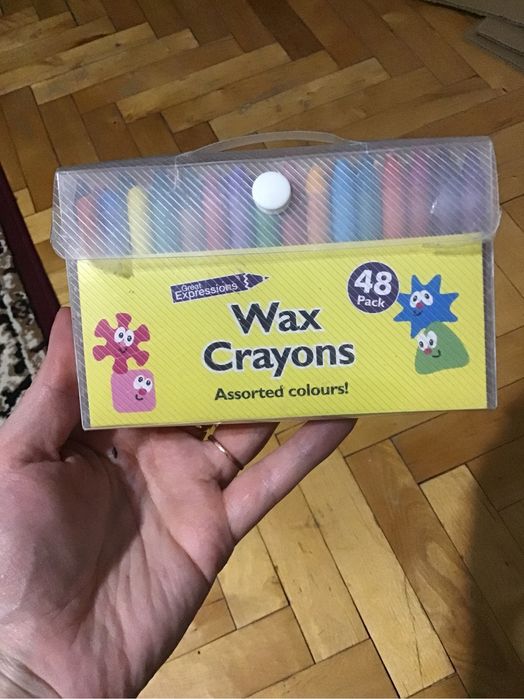 Great
Expressions
48
Pack
Wax
Crayons
Assorted colours!